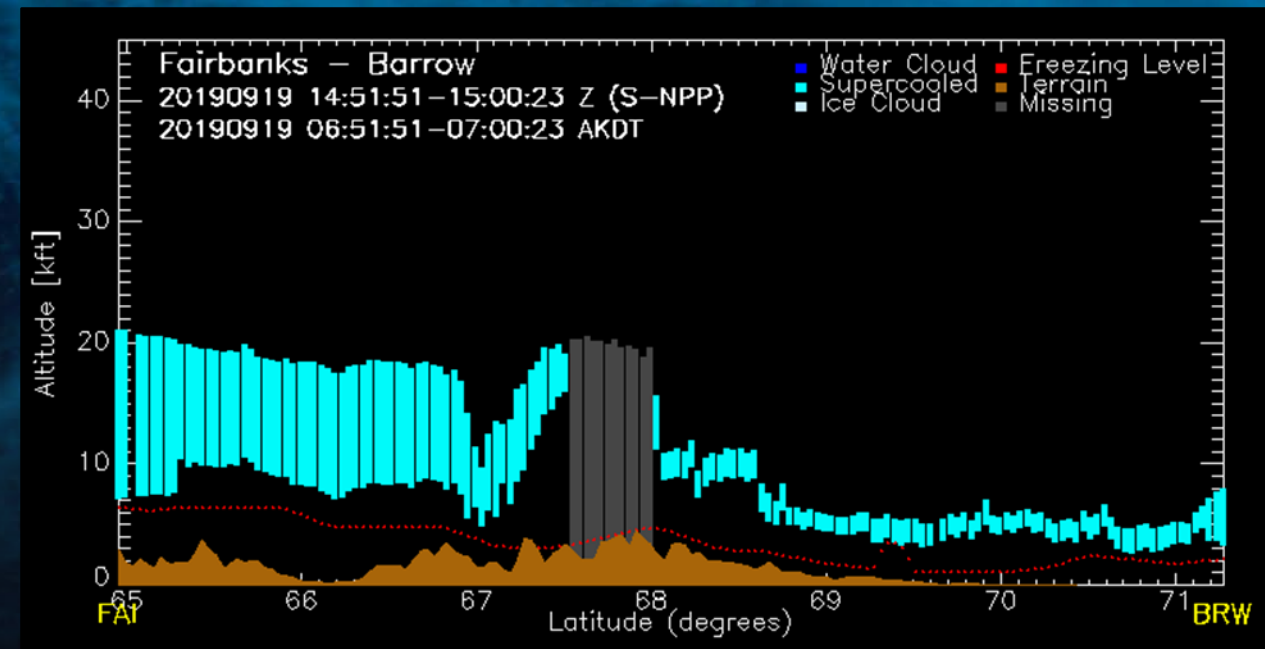 Fairbanks – Barrow
20190919 14:51:51–15:00:23 Z (S–NPP)
20190919 06:51:51–07:00:23 AKDT
Water Cloud
Supercooled
Ice Cloud
Freezing Level
Terrain
Missing
Altitude [kft]
40
30
20
10
0
65 66 67 68 69 70 71
FAI
BRW
Latitude (degrees)